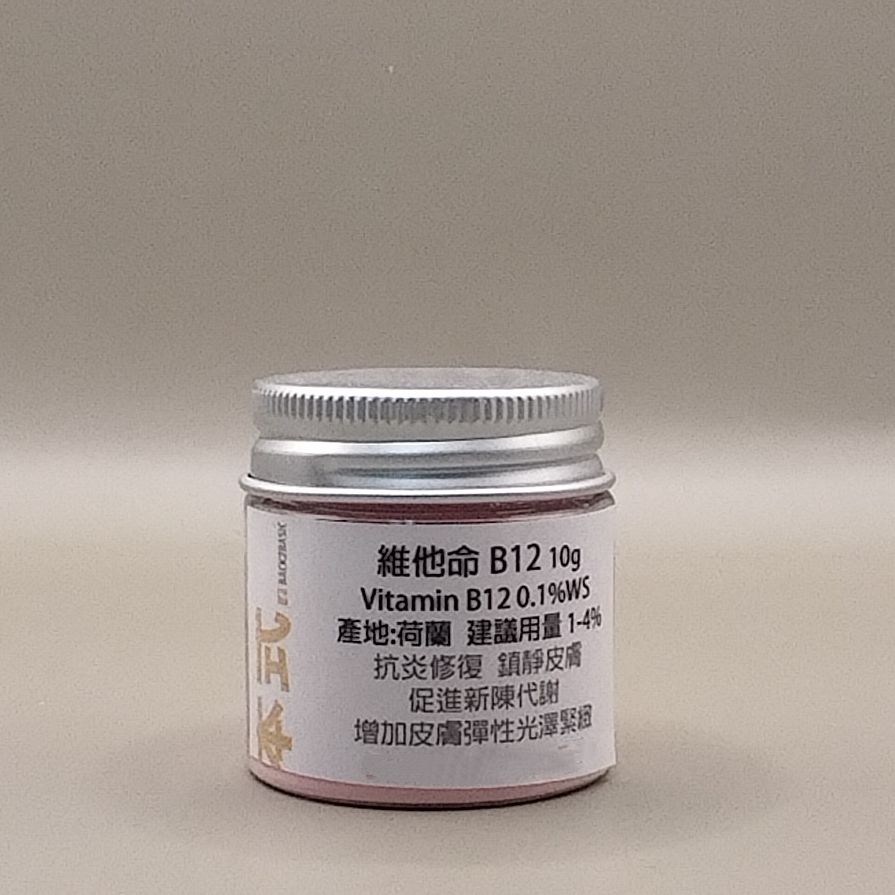 維他命 B12 10g
Vitamin B12 0.1%WS
產地:荷蘭 建議用量 1-4%
抗炎修復 鎮靜皮膚
促進新陳代謝
增加皮膚彈性光澤緊緻
本式